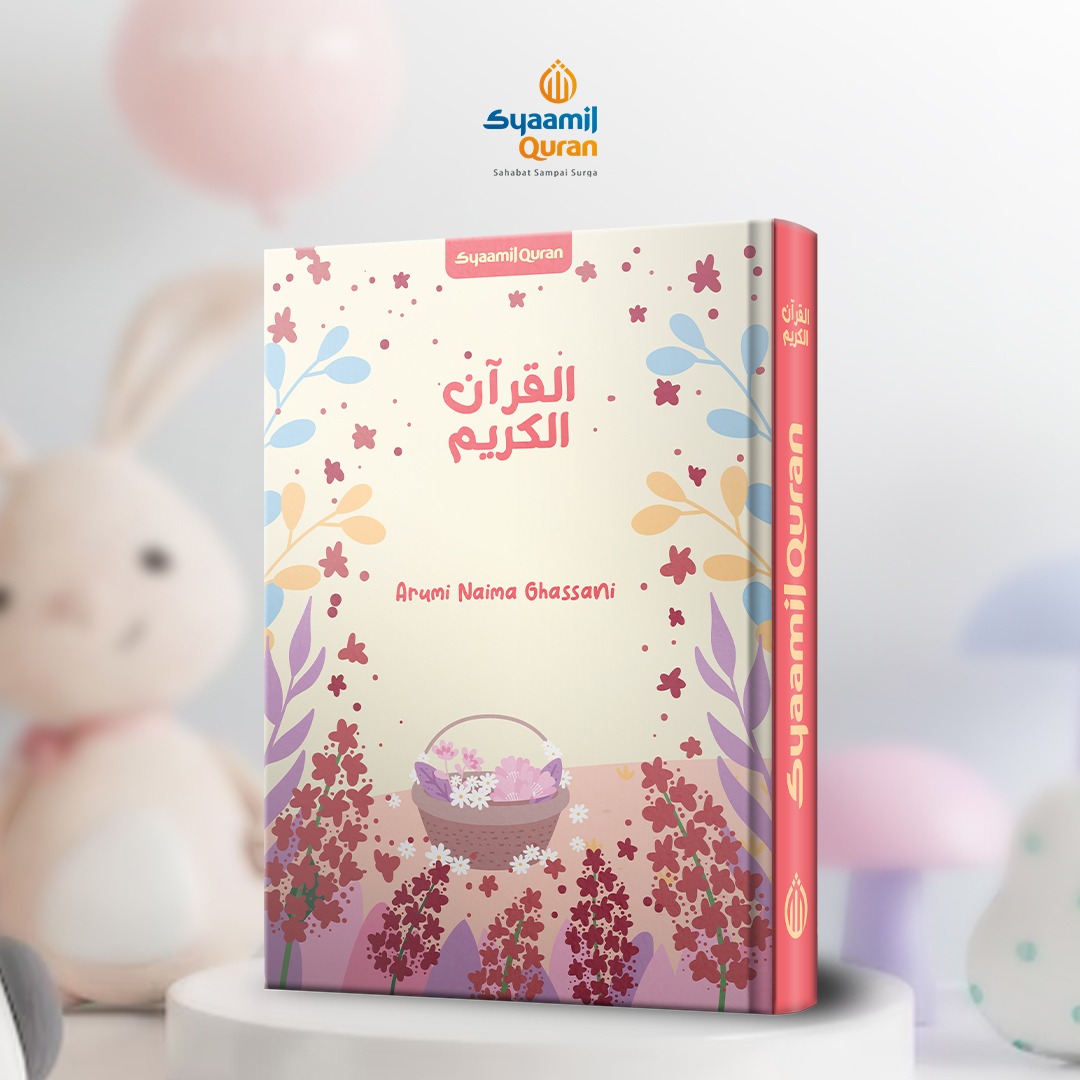 Syaamil
Quran
Sahabat Sampai Surga
Syaamil Quran
القرآن
الكريم
Arumi Naima Ghassani
القرآن
الكريم
Syaamil Quran